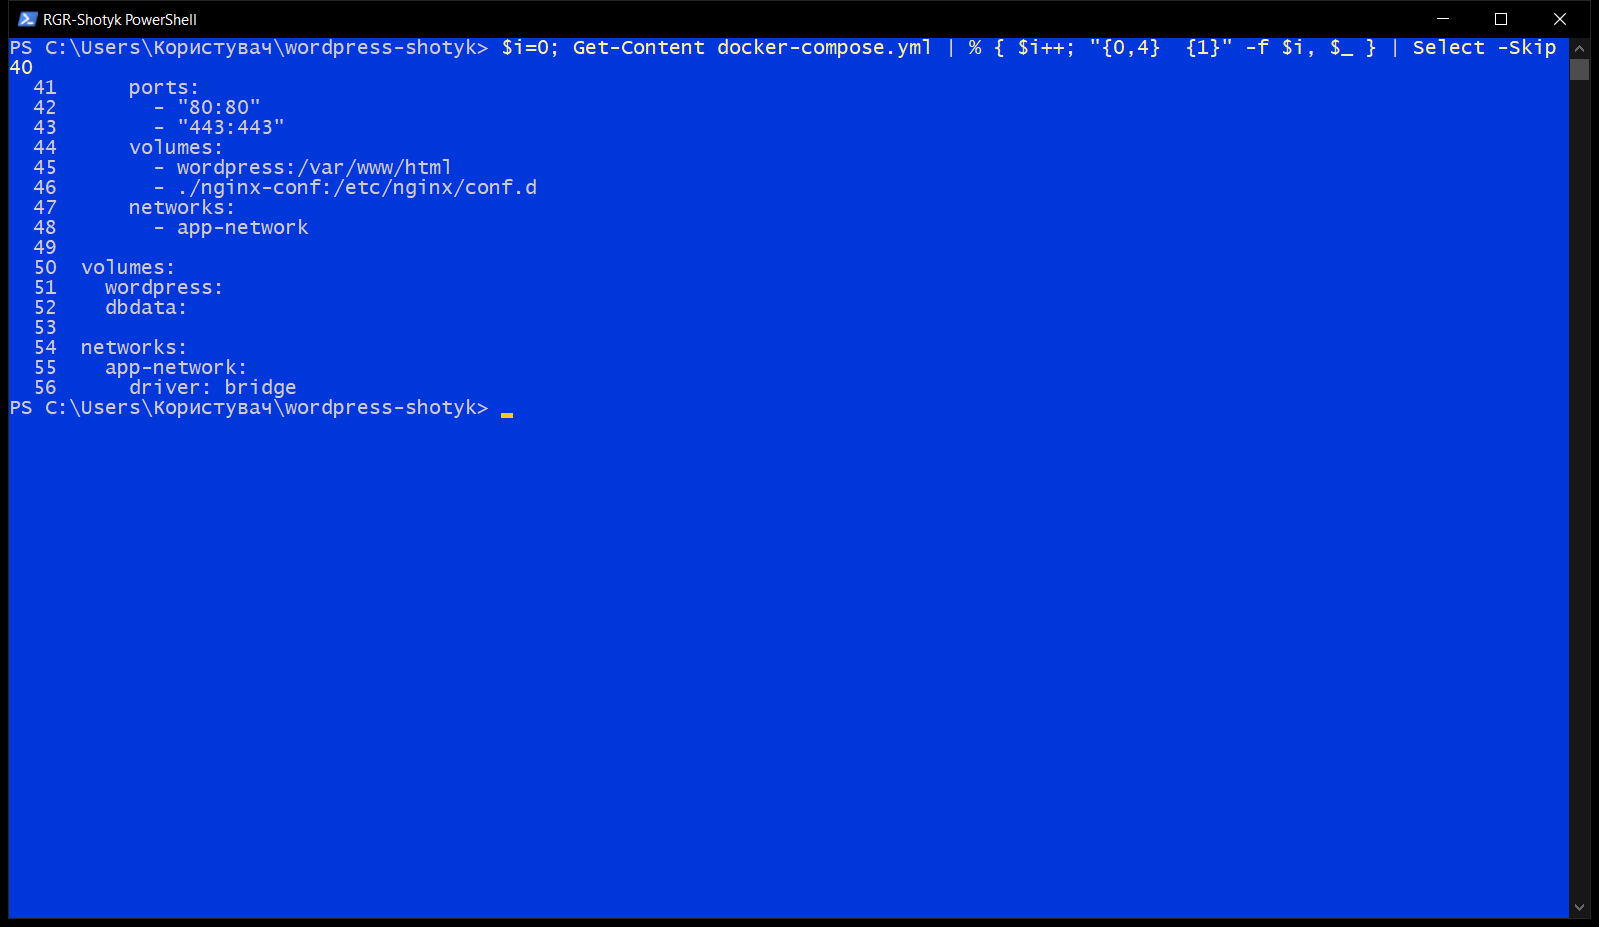 RGR-Shotyk PowerShell
PS C:\Users\Користувач\wordpress-shotyk> $i=0; Get-Content docker-compose.yml | % { $i++; "{0,4}  {1}" -f $i, $_ } | Select -Skip
40
  41      ports:
  42        - "80:80"
  43        - "443:443"
  44      volumes:
  45        - wordpress:/var/www/html
  46        - ./nginx-conf:/etc/nginx/conf.d
  47      networks:
  48        - app-network
  49
  50  volumes:
  51    wordpress:
  52    dbdata:
  53
  54  networks:
  55    app-network:
  56      driver: bridge
PS C:\Users\Користувач\wordpress-shotyk>